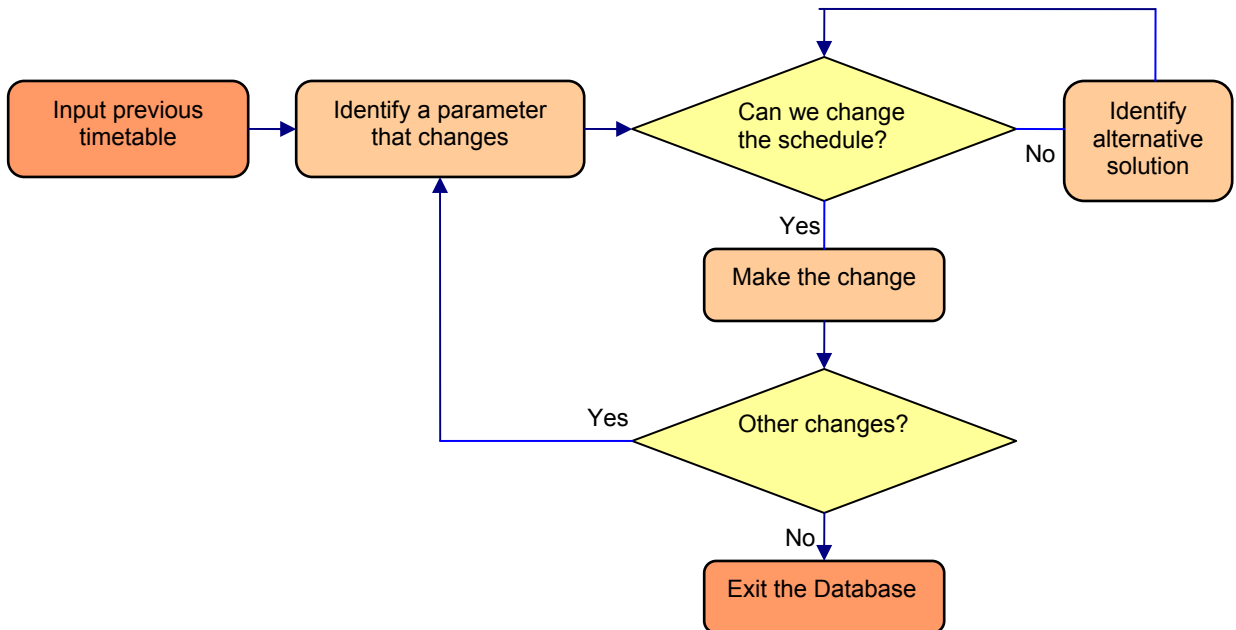 Input previous
timetable
Identify a parameter
that changes
Can we change
the schedule?
No
Identify
alternative
solution
Yes
Make the change
Yes
Other changes?
No
Exit the Database